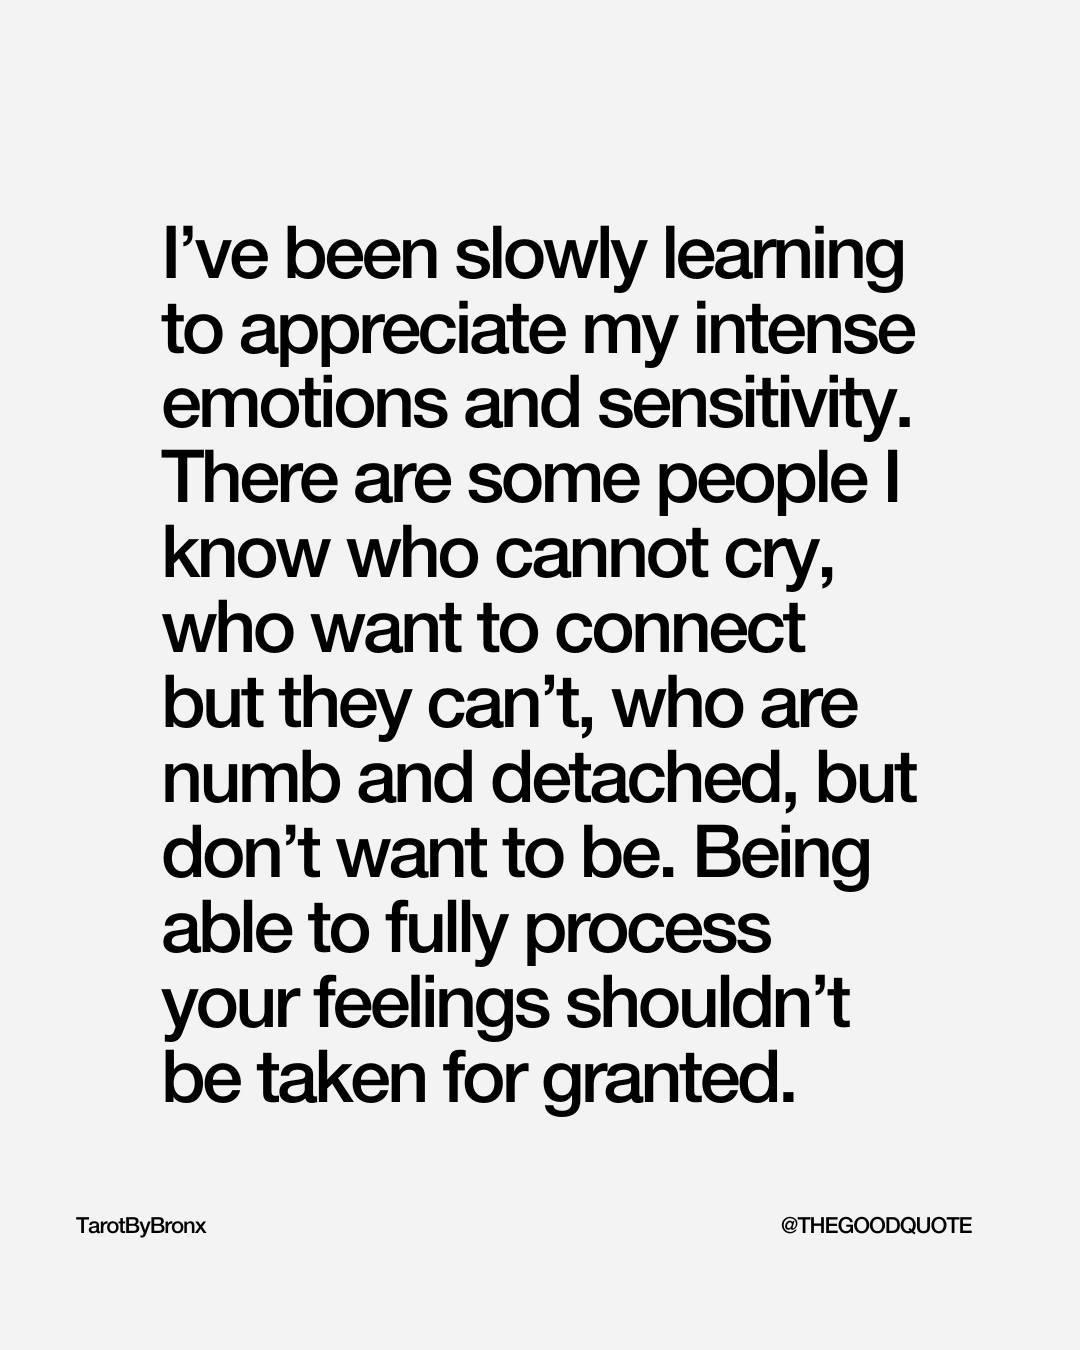 I’ve been slowly learning
to appreciate my intense
emotions and sensitivity.
There are some people I
know who cannot cry,
who want to connect
but they can’t, who are
numb and detached, but
don’t want to be. Being
able to fully process
your feelings shouldn’t
be taken for granted.
TarotByBronx
@THEGOODQUOTE